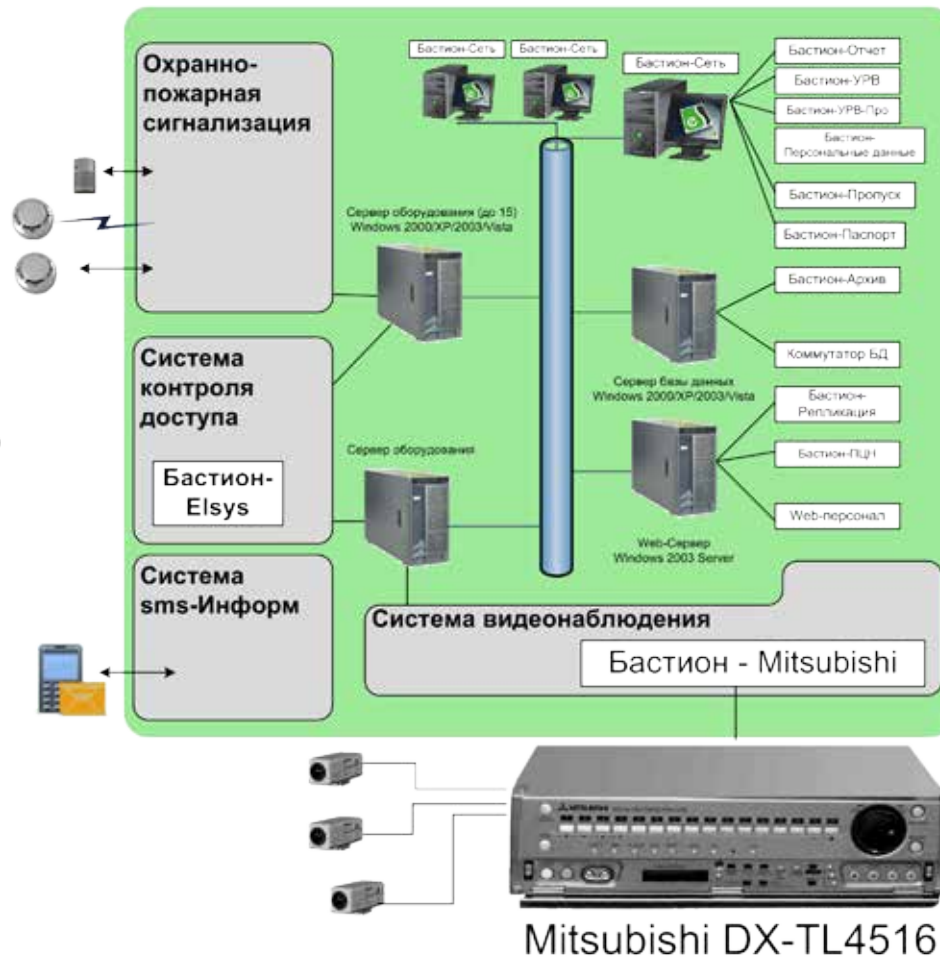 Бастион-Сеть
Бастион-Сеть
Бастион-Сеть
Бастион-Отчет
Бастион-УРВ
Бастион-УРВ-Про
Бастион-
Персональные данные
Бастион-Пропуск
Бастион-Паспорт
Охранно-
пожарная
сигнализация
Сервер оборудования (до 15)
Windows 2000/XP/2003/Vista
Бастион-Архив
Коммутатор БД
Сервер базы данных
Windows 2000/XP/2003/Vista
Система
контроля
доступа
Бастион-
Elsys
Сервер оборудования
Бастион-
Репликация
Бастион-ПЦН
Web-персонал
Web-Сервер
Windows 2003 Server
Система
sms-Информ
Система видеонаблюдения
Бастион - Mitsubishi
MITSUBISHI
Mitsubishi DX-TL4516